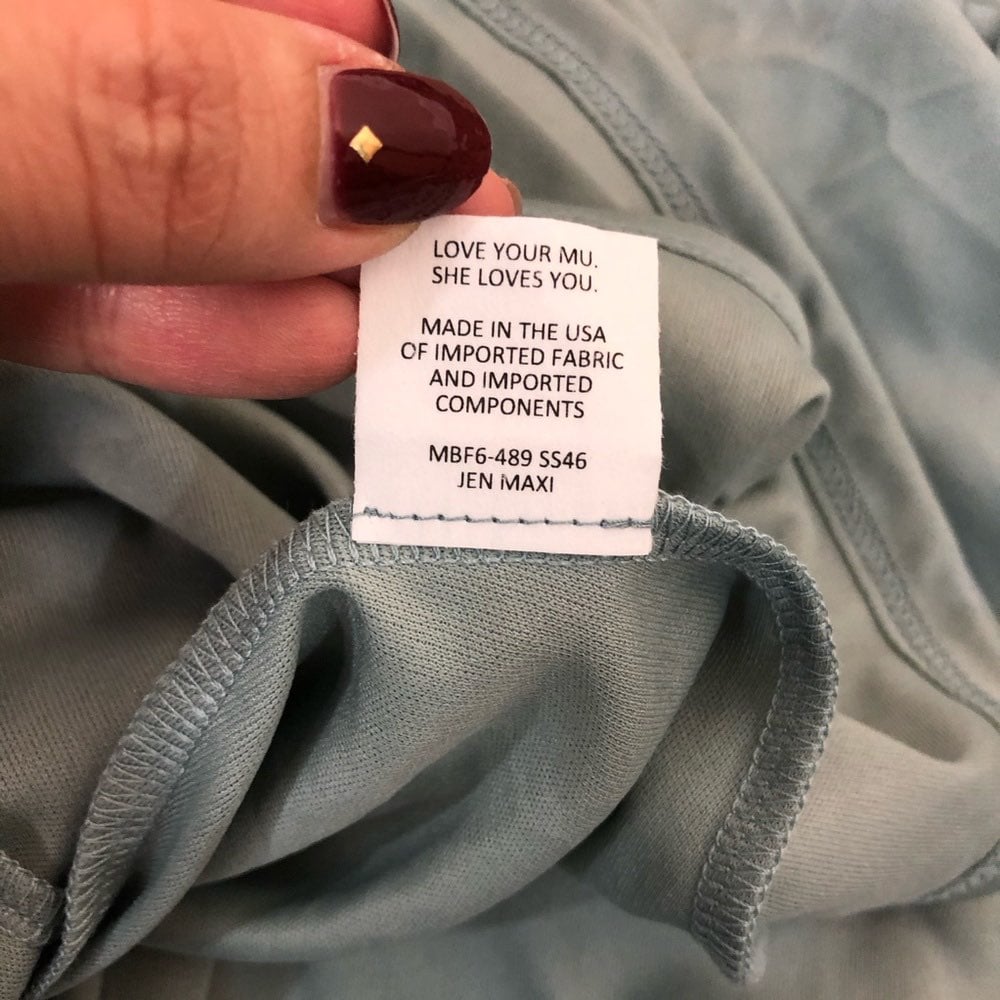 LOVE YOUR MU.
SHE LOVES YOU.
MADE IN THE USA
OF IMPORTED FABRIC
AND IMPORTED
COMPONENTS
MBF6-489 SS46
JEN MAXI